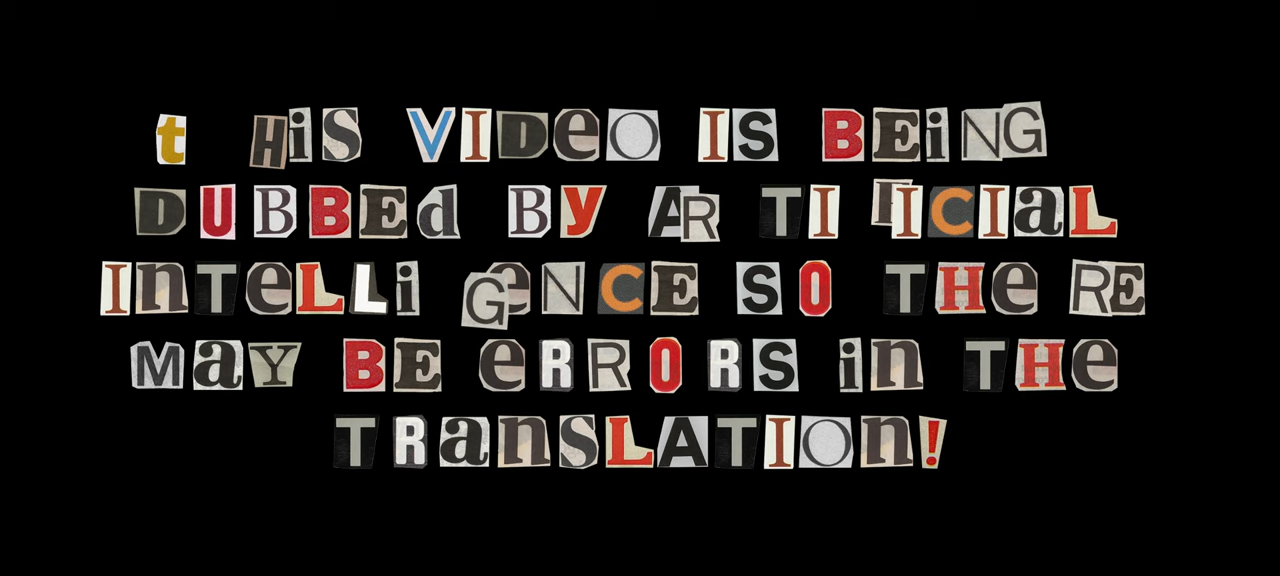 tHiS VIDeO IS BEiNG
DUBBEd By ARTIFICIaL
InTeLLiGeNCE SO THeRE
MaY BE eRRORS in THe
TRanSLATIOn!